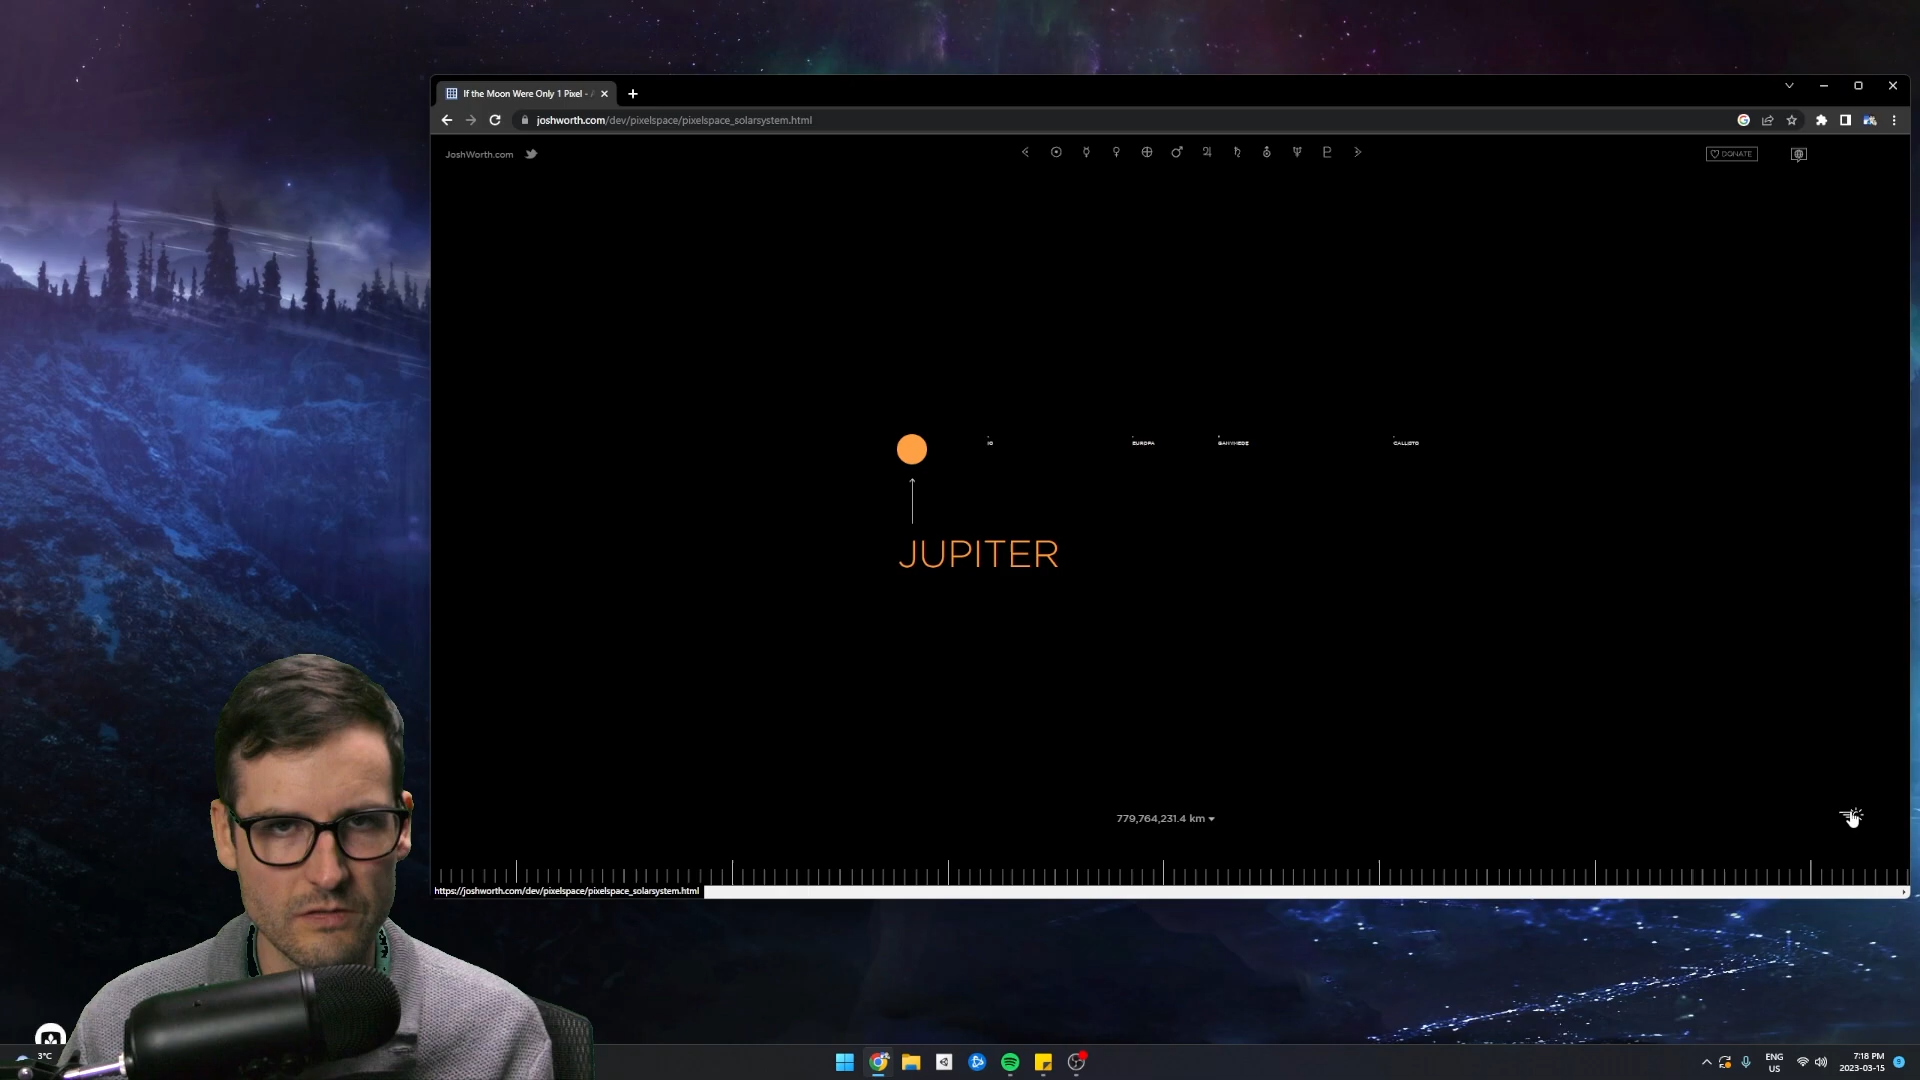 If the Moon Were Only 1 Pixel -
joshworth.com/dev/pixelspace/pixelspace_solarsystem.html
JoshWorth.com
DONATE
IO
EUROPA
GANYMEDE
CALLISTO
JUPITER
779,764,231.4 km
https://joshworth.com/dev/pixelspace/pixelspace_solarsystem.html
3°C
ENG
US
7:18 PM
2023-03-15